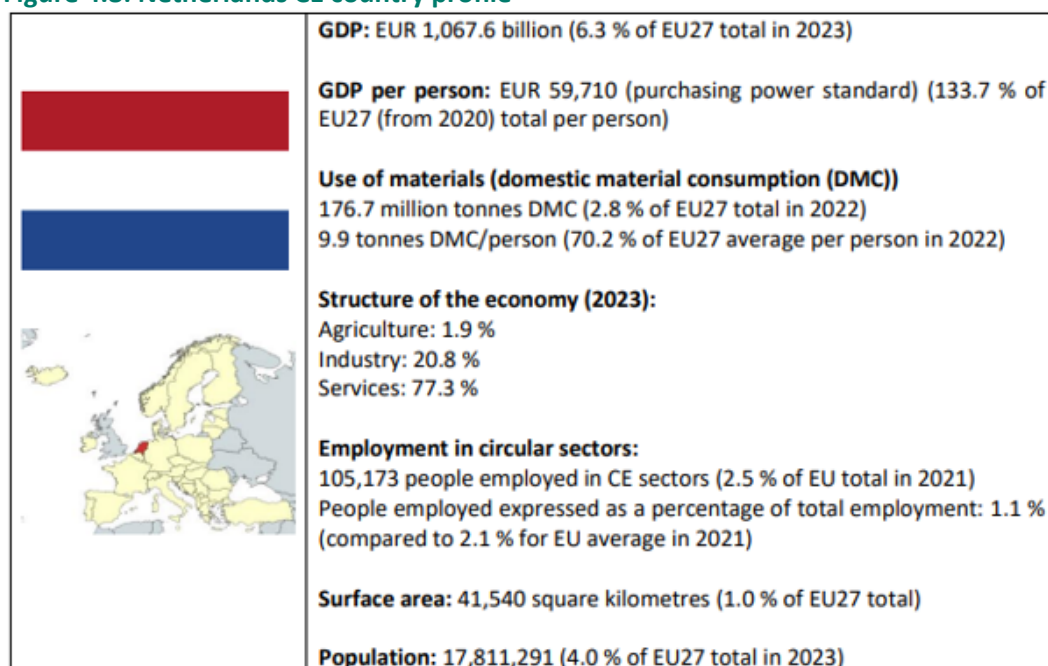 Figure 4.8. Netherlands CE country profile
GDP: EUR 1,067.6 billion (6.3 % of EU27 total in 2023)
GDP per person: EUR 59,710 (purchasing power standard) (133.7 % of
EU27 (from 2020) total per person)
Use of materials (domestic material consumption (DMC))
176.7 million tonnes DMC (2.8 % of EU27 total in 2022)
9.9 tonnes DMC/person (70.2 % of EU27 average per person in 2022)
Structure of the economy (2023):
Agriculture: 1.9 %
Industry: 20.8 %
Services: 77.3 %
Employment in circular sectors:
105,173 people employed in CE sectors (2.5 % of EU total in 2021)
People employed expressed as a percentage of total employment: 1.1 %
(compared to 2.1 % for EU average in 2021)
Surface area: 41,540 square kilometres (1.0 % of EU27 total)
Population: 17,811,291 (4.0 % of EU27 total in 2023)